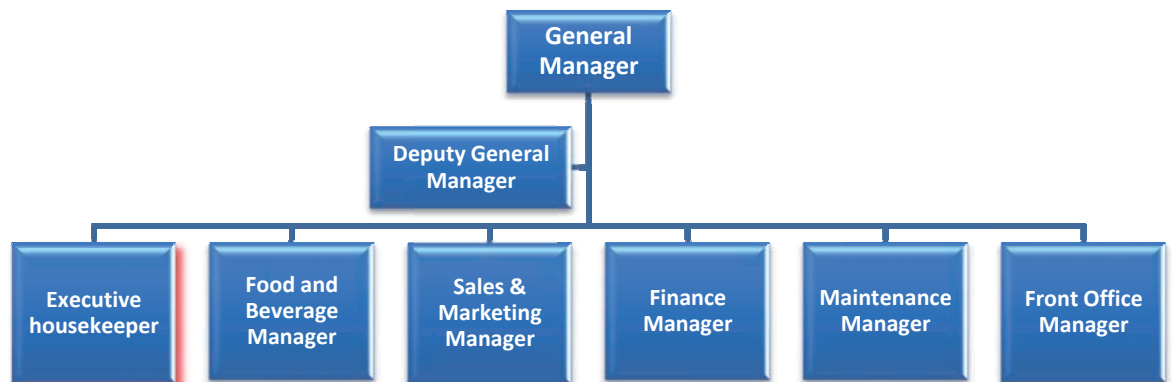 General
Manager
Deputy General
Manager
Executive
housekeeper
Food and
Beverage
Manager
Sales &
Marketing
Manager
Finance
Manager
Maintenance
Manager
Front Office
Manager